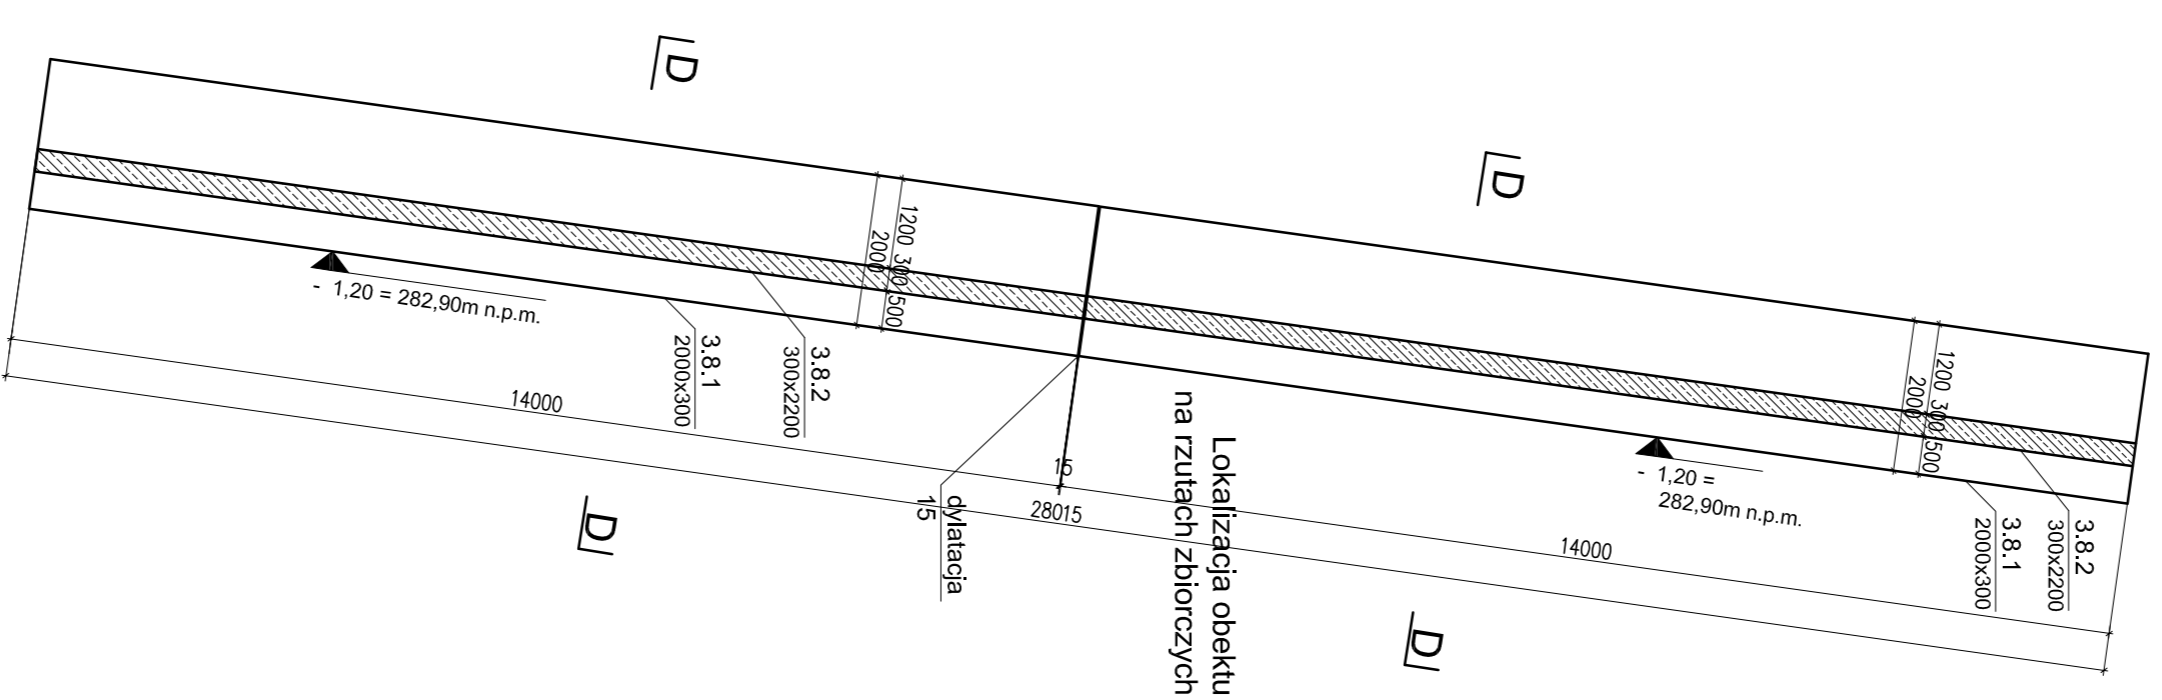 D
D
1200 300 500
2000
1200 300 500
2000
- 1,20 = 282,90m n.p.m.
3.8.1
2000x300
3.8.2
300x2200
14000
15
28015
14000
dylatacja
15
Lokalizacja obektu
na rzutach zbiorczych
- 1,20 =
282,90m n.p.m.
3.8.1
2000x300
3.8.2
300x2200
D
D